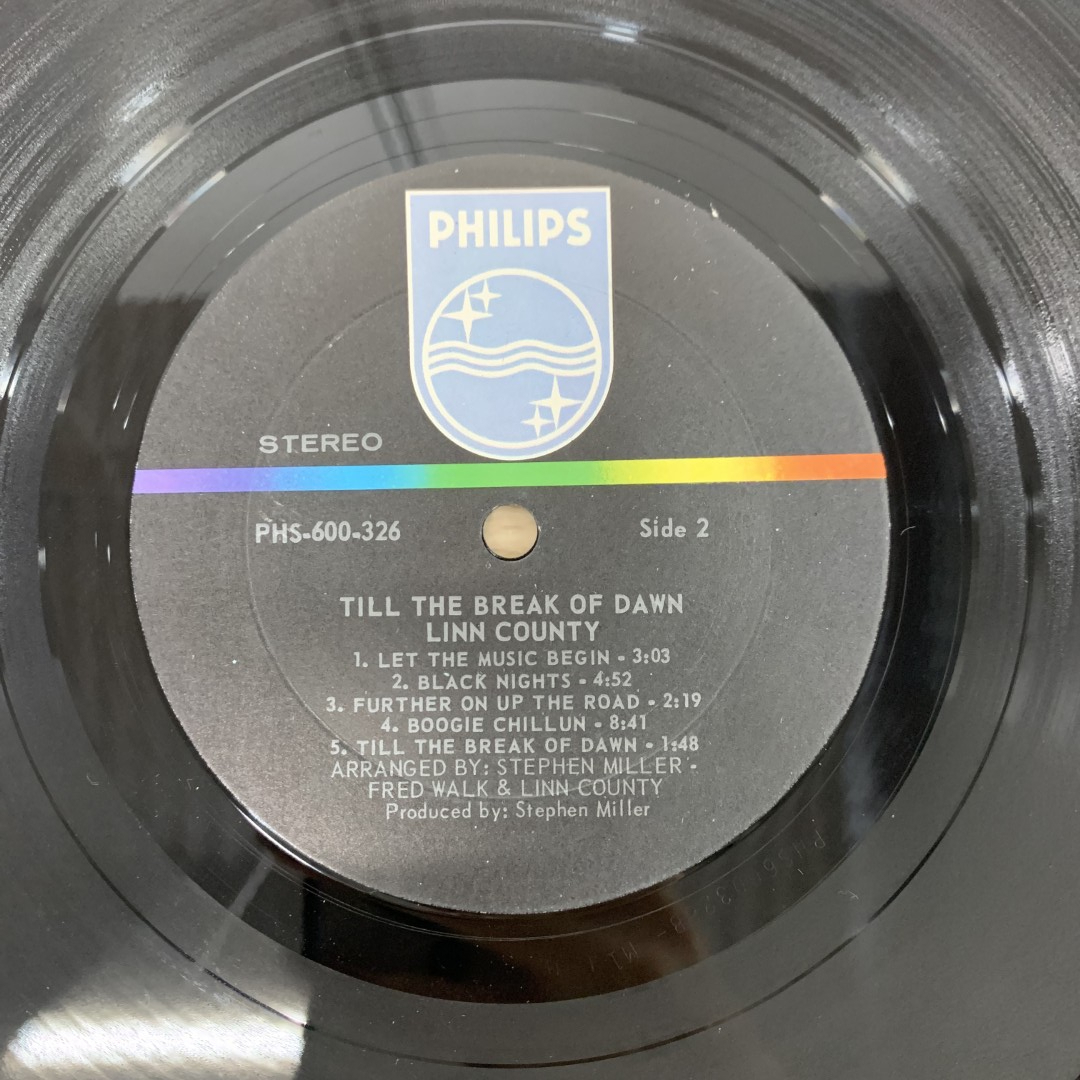 PHILIPS
STEREO
PHS-600-326
Side 2
TILL THE BREAK OF DAWN
LINN COUNTY
1. LET THE MUSIC BEGIN - 3:03
2. BLACK NIGHTS - 4:52
3. FURTHER ON UP THE ROAD - 2:19
4. BOOGIE CHILLUN - 8:41
5. TILL THE BREAK OF DAWN - 1:48
ARRANGED BY: STEPHEN MILLER -
FRED WALK & LINN COUNTY
Produced by: Stephen Miller